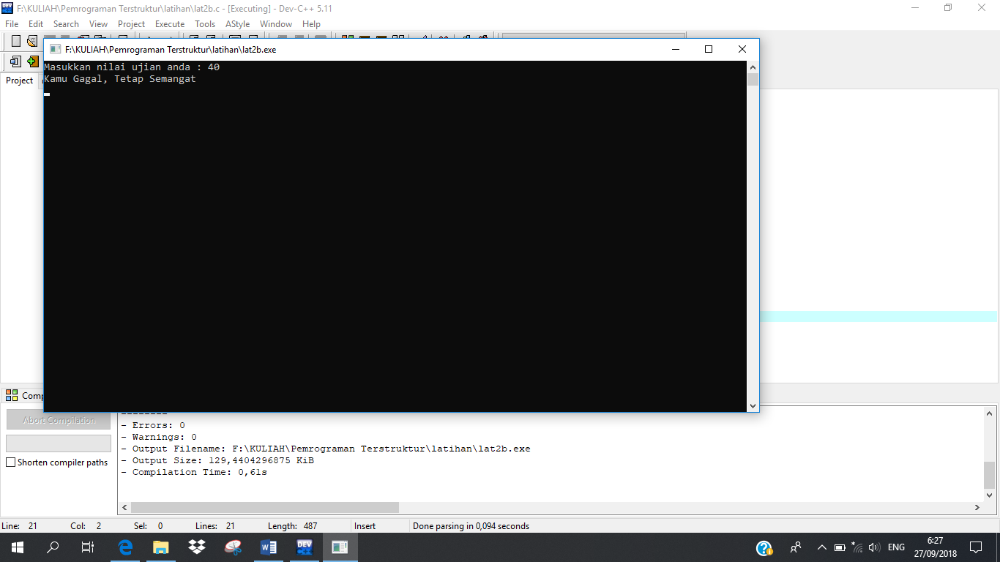 F:\KULIAH\Pemrograman Terstruktur\latihan\lat2b.c - [Executing] - Dev-C++ 5.11
File Edit Search View Project Execute Tools AStyle Window Help
F:\KULIAH\Pemrograman Terstruktur\latihan\lat2b.exe
Masukkan nilai ujian anda : 40
Kamu Gagal, Tetap Semangat
Project
Abort Compilation
Shorten compiler paths
- Errors: 0
- Warnings: 0
- Output Filename: F:\KULIAH\Pemrograman Terstruktur\latihan\lat2b.exe
- Output Size: 129,4404296875 KiB
- Compilation Time: 0,61s
Line: 21 Col: 2 Sel: 0 Lines: 21 Length: 487 Insert Done parsing in 0,094 seconds
DEV
ENG
6:27
27/09/2018